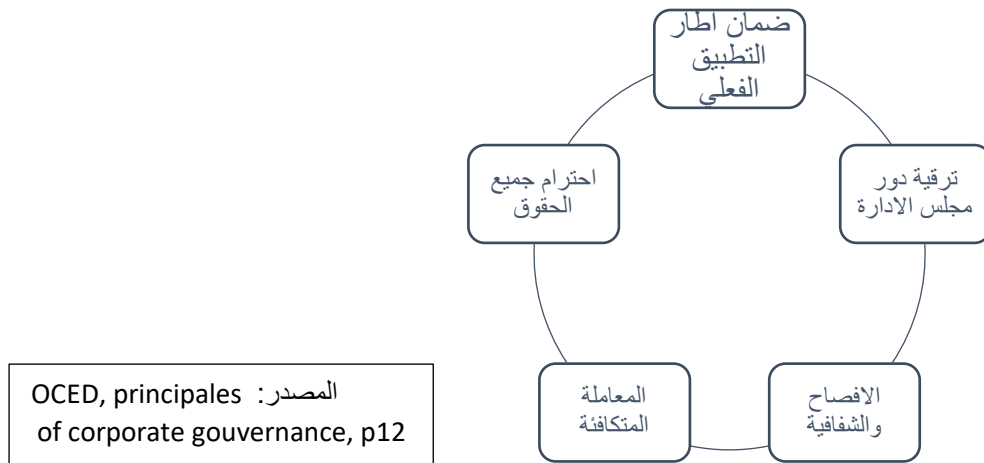 ضمان اطار
التطبيق
الفعلي
ترقية دور
مجلس الادارة
الافصاح
والشفافية
المعاملة
المتكافئة
احترام جميع
الحقوق
المصدر: OCED, principales
of corporate gouvernance, p12